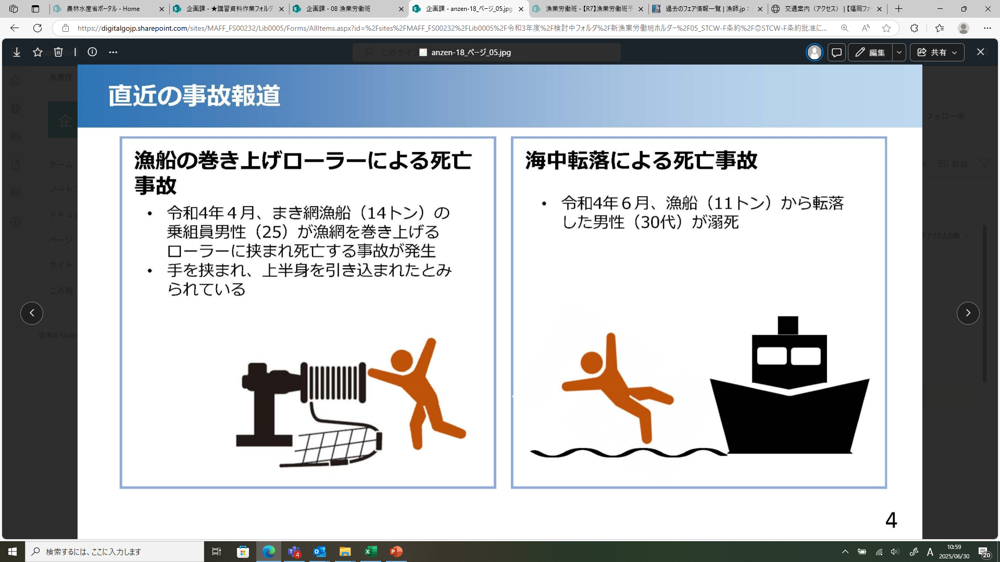 農林水産省ポータル - Home
企画課 - ★講習資料作業フォルダ
企画課 - 08 漁業労働班
企画課 - anzen-18_ページ_05.jpg
漁業労働班 - 【R7】漁業労働班予
過去のフェア情報一覧 | 漁師.jp：
交通案内（アクセス） | 【福岡ファ
https://digitalgojp.sharepoint.com/sites/MAFF_FS00232/Lib0005/Forms/AllItems.aspx?id=%2Fsites%2FMAFF_FS00232%2FLib0005%2F令和3年度%2F検討中フォルダ%2F新漁業労働班ホルダー%2F05_STCW-F条約%2F◎STCW-F条約批准に...
このライ
anzen-18_ページ_05.jpg
編集
共有
水産庁
企
フォロー中
ホーム
詳細
ノート
ドキュメ
ページ
サイト
ごみ箱
子アイテムの数
従来の Share
直近の事故報道
漁船の巻き上げローラーによる死亡
事故
• 令和4年４月、まき網漁船（14トン）の
乗組員男性（25）が漁網を巻き上げる
ローラーに挟まれ死亡する事故が発生
• 手を挟まれ、上半身を引き込まれたとみ
られている
海中転落による死亡事故
• 令和4年６月、漁船（11トン）から転落
した男性（30代）が溺死
4
検索するには、ここに入力します
4
A
10:59
2025/06/30
20